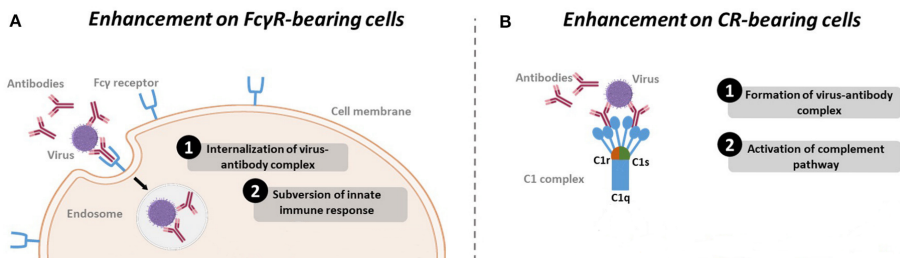 A
Enhancement on FcγR-bearing cells
Antibodies
Fcγ receptor
Cell membrane
Virus
1
Internalization of virus-
antibody complex
2
Subversion of innate
immune response
Endosome
B
Enhancement on CR-bearing cells
Antibodies
Virus
1
Formation of virus-antibody
complex
2
Activation of complement
pathway
C1r
C1s
C1 complex
C1q